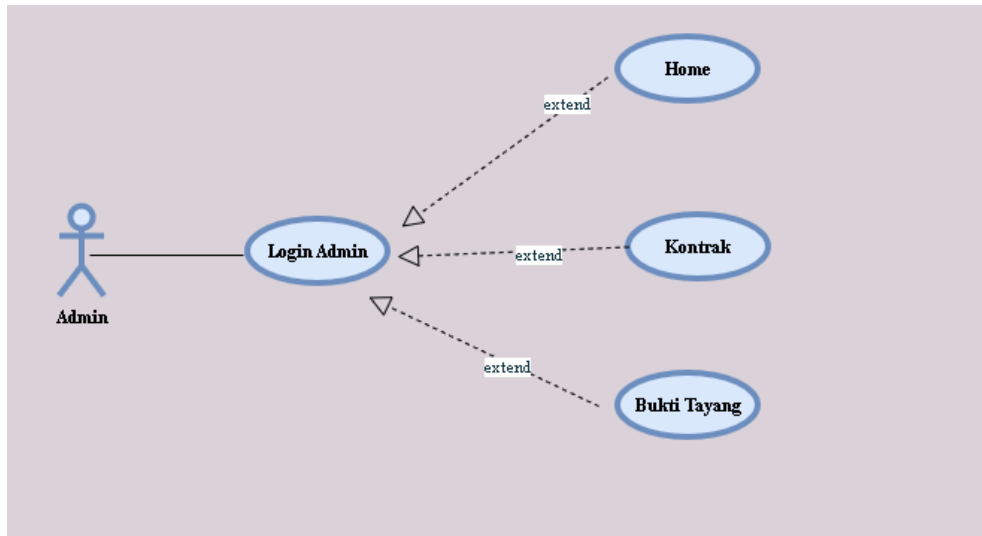 Home
extend
Login Admin
extend
Kontrak
Admin
extend
Bukti Tayang